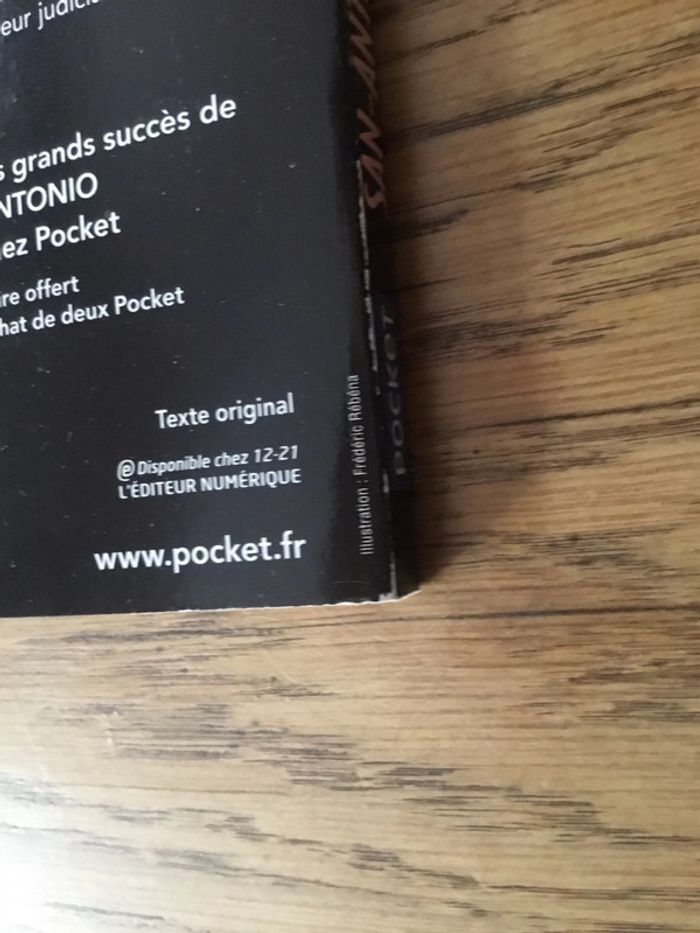 eur judici
s grands succès de
NTONIO
ez Pocket
ire offert
hat de deux Pocket
Texte original
@ Disponible chez 12-21
L'ÉDITEUR NUMÉRIQUE
www.pocket.fr
Illustration : Frédéric Rébéna
SAN-ANT
POCKET